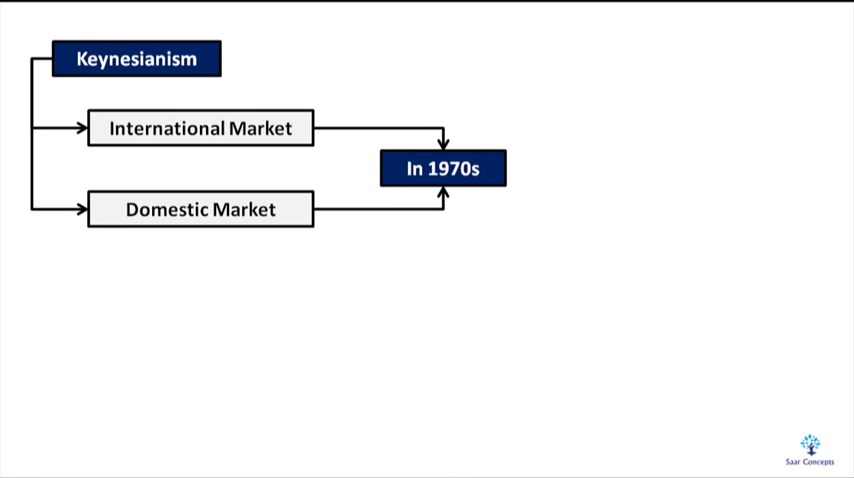 Keynesianism
International Market
In 1970s
Domestic Market
Saar Concepts